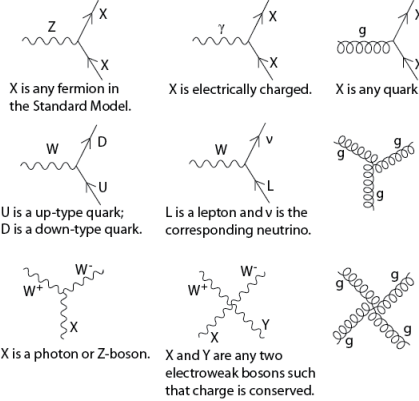 Z
X
X
X is any fermion in
the Standard Model.
γ
X
X
X is electrically charged.
g
X
X
X is any quark.
W
D
U
U is a up-type quark;
D is a down-type quark.
W
ν
L
L is a lepton and ν is the
corresponding neutrino.
g
g
g
W⁺
W⁻
X
X is a photon or Z-boson.
W⁺
W⁻
X
Y
X and Y are any two
electroweak bosons such
that charge is conserved.
g
g
g
g